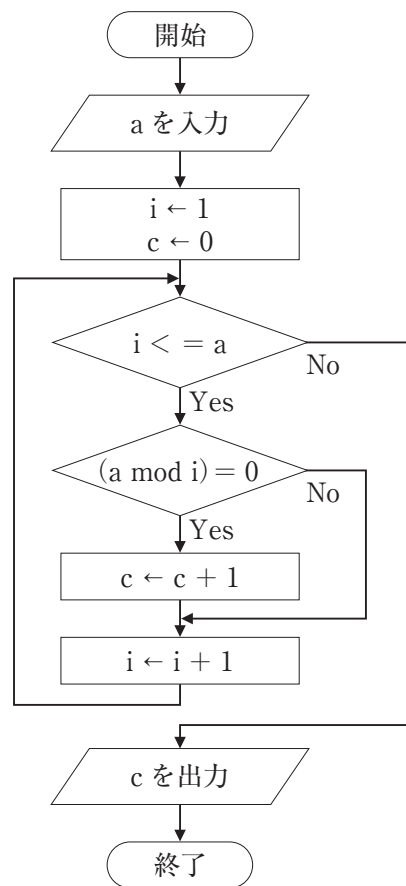 開始
a を入力
i ← 1
c ← 0
i < = a
No
Yes
(a mod i) = 0
No
Yes
c ← c + 1
i ← i + 1
c を出力
終了